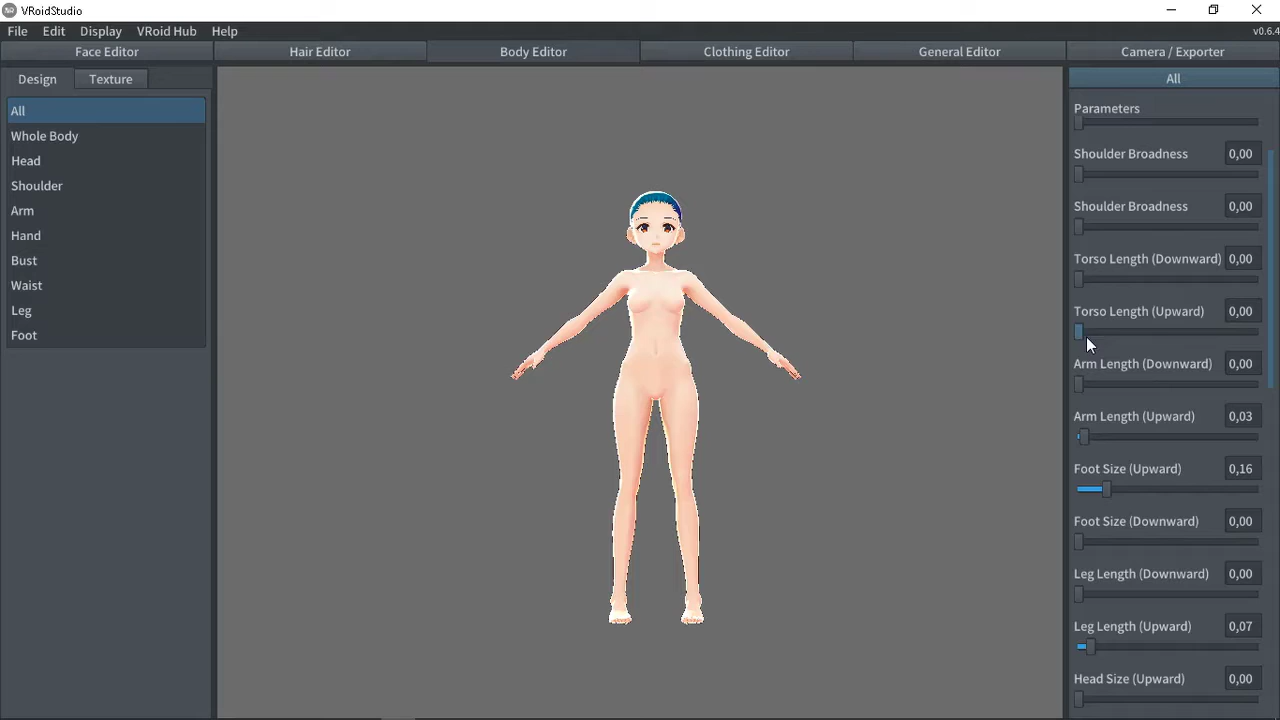 VRoidStudio
File Edit Display VRoid Hub Help
v0.6.4
Face Editor Hair Editor Body Editor Clothing Editor General Editor Camera / Exporter
Design Texture
All
Whole Body
Head
Shoulder
Arm
Hand
Bust
Waist
Leg
Foot
All
Parameters
Shoulder Broadness 0,00
Shoulder Broadness 0,00
Torso Length (Downward) 0,00
Torso Length (Upward) 0,00
Arm Length (Downward) 0,00
Arm Length (Upward) 0,03
Foot Size (Upward) 0,16
Foot Size (Downward) 0,00
Leg Length (Downward) 0,00
Leg Length (Upward) 0,07
Head Size (Upward) 0,00